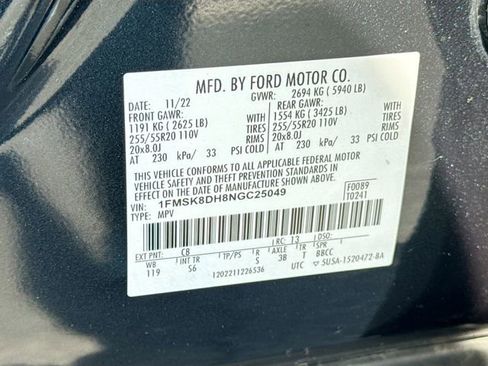 MFD. BY FORD MOTOR CO.
DATE: 11/22 GVWR: 2694 KG (5940 LB)
FRONT GAWR: REAR GAWR:
1191 KG (2625 LB) WITH 1554 KG (3425 LB) WITH
255/55R20 110V TIRES 255/55R20 110V TIRES
20x8.0J RIMS 20x8.0J RIMS
AT 230 kPa/ 33 PSI COLD AT 230 kPa/ 33 PSI COLD
THIS VEHICLE CONFORMS TO ALL APPLICABLE FEDERAL MOTOR
VEHICLE SAFETY AND THEFT PREVENTION STANDARDS IN
EFFECT ON THE DATE OF MANUFACTURE SHOWN ABOVE.
VIN: 1FMSK8DH8NGC25049 F0089
TYPE: MPV T0241
EXT PNT: CB RC: T3 DSO:
WB INT TR TP/PS R AXLE TR SPR
119 S6 S 3B T BBCC
1202211226536 UTC 5USA-1520472-BA